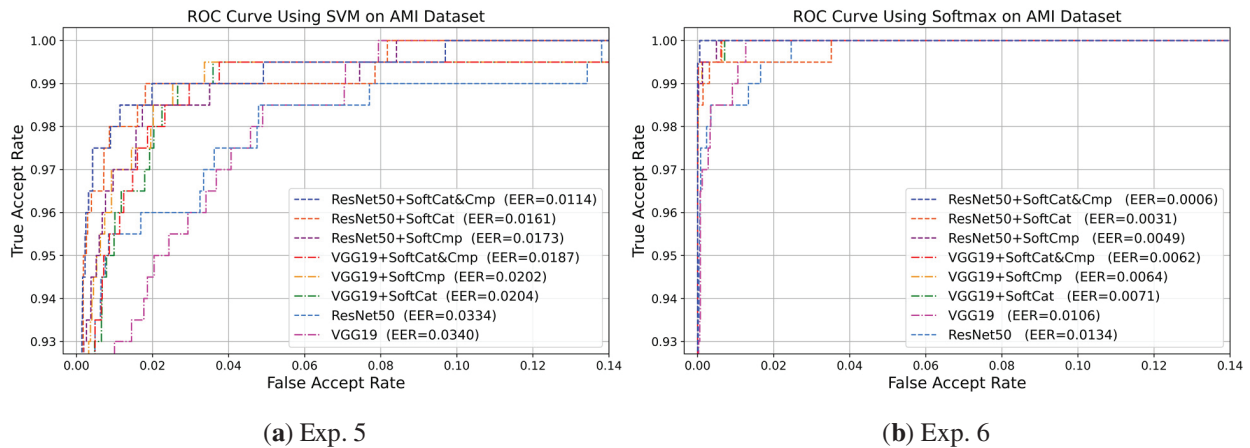 ROC Curve Using SVM on AMI Dataset
True Accept Rate
1.00
0.99
0.98
0.97
0.96
0.95
0.94
0.93
ResNet50+SoftCat&Cmp (EER=0.0114)
ResNet50+SoftCat (EER=0.0161)
ResNet50+SoftCmp (EER=0.0173)
VGG19+SoftCat&Cmp (EER=0.0187)
VGG19+SoftCmp (EER=0.0202)
VGG19+SoftCat (EER=0.0204)
ResNet50 (EER=0.0334)
VGG19 (EER=0.0340)
0.00 0.02 0.04 0.06 0.08 0.10 0.12 0.14
False Accept Rate
(a) Exp. 5
ROC Curve Using Softmax on AMI Dataset
True Accept Rate
1.00
0.99
0.98
0.97
0.96
0.95
0.94
0.93
ResNet50+SoftCat&Cmp (EER=0.0006)
ResNet50+SoftCat (EER=0.0031)
ResNet50+SoftCmp (EER=0.0049)
VGG19+SoftCat&Cmp (EER=0.0062)
VGG19+SoftCmp (EER=0.0064)
VGG19+SoftCat (EER=0.0071)
VGG19 (EER=0.0106)
ResNet50 (EER=0.0134)
0.00 0.02 0.04 0.06 0.08 0.10 0.12 0.14
False Accept Rate
(b) Exp. 6